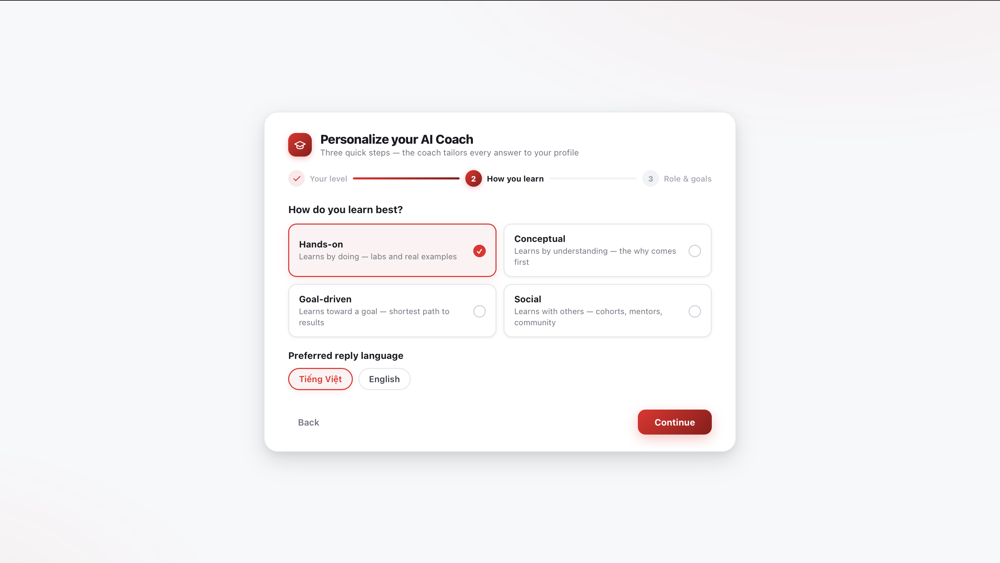 Personalize your AI Coach
Three quick steps — the coach tailors every answer to your profile
Your level
2 How you learn
3 Role & goals
How do you learn best?
Hands-on
Learns by doing — labs and real examples
Conceptual
Learns by understanding — the why comes
first
Goal-driven
Learns toward a goal — shortest path to
results
Social
Learns with others — cohorts, mentors,
community
Preferred reply language
Tiếng Việt
English
Back
Continue